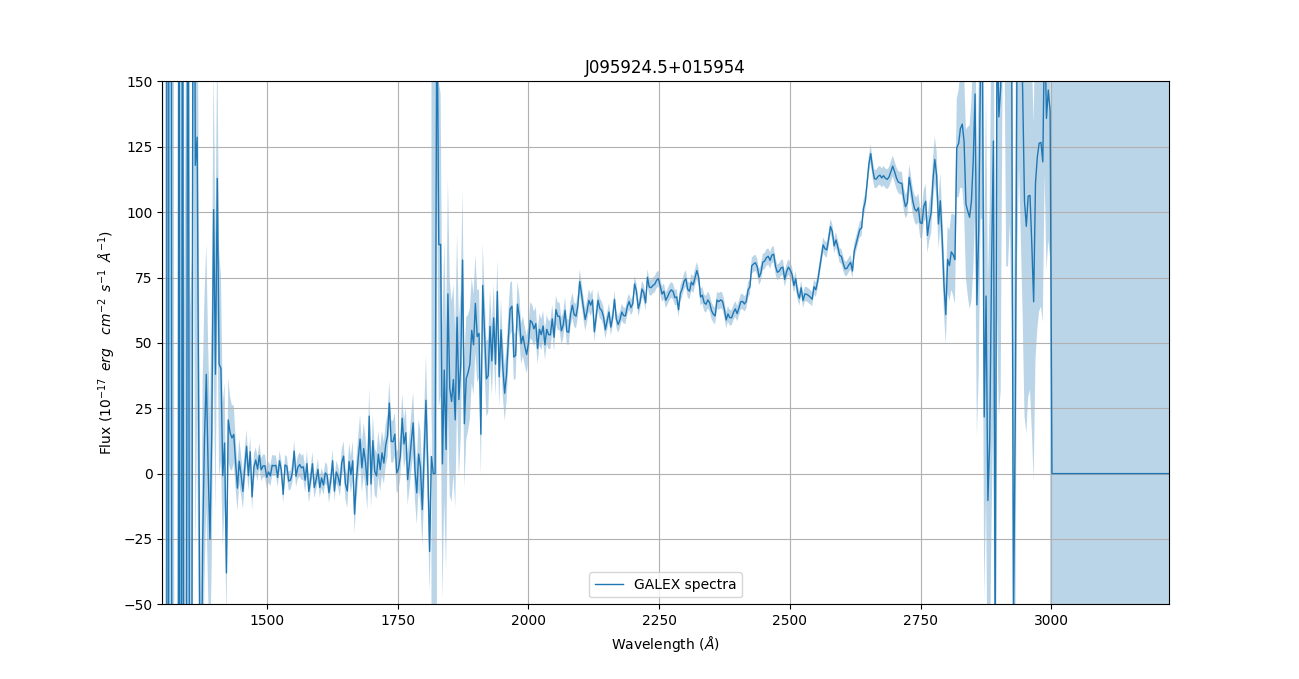 J095924.5+015954
150
125
100
75
50
25
0
−25
−50
Flux (10⁻¹⁷ erg cm⁻² s⁻¹ Å⁻¹)
GALEX spectra
1500 1750 2000 2250 2500 2750 3000
Wavelength (Å)